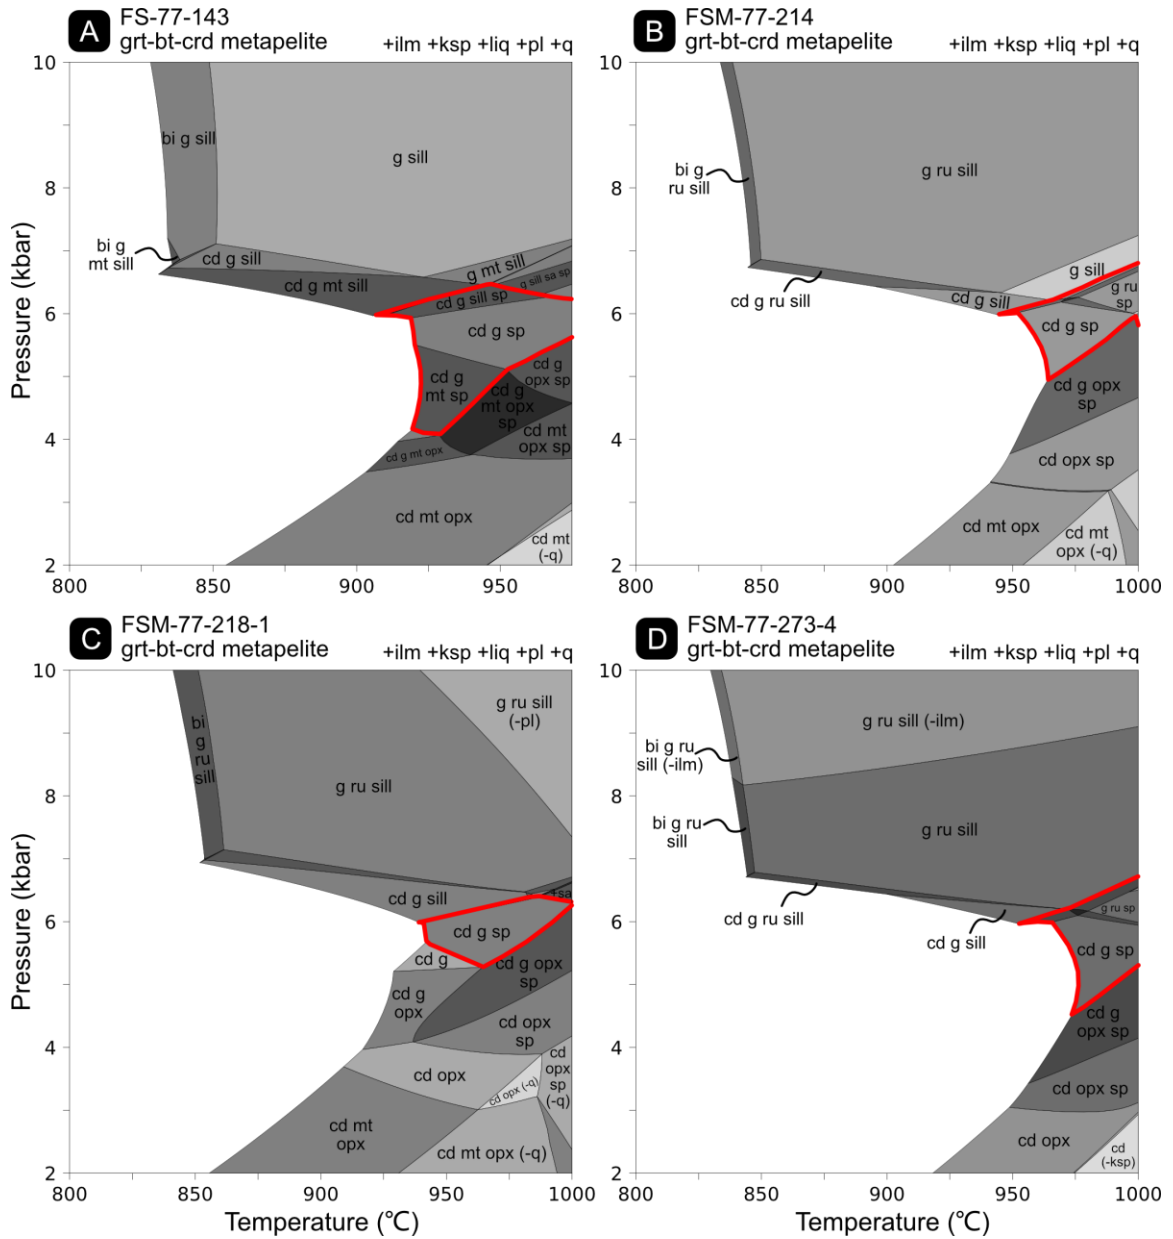 A
FS-77-143
grt-bt-crd metapelite
+ilm +ksp +liq +pl +q
10
8
6
4
2
Pressure (kbar)
bi g sill
g sill
bi g
mt sill
cd g sill
cd g mt sill
g mt sill
g sill sa sp
cd g sill sp
cd g sp
cd g
mt sp
cd g
opx sp
cd g
mt opx
sp
cd mt
opx sp
cd g mt opx
cd mt opx
cd mt
(-q)
800
850
900
950
B
FSM-77-214
grt-bt-crd metapelite
+ilm +ksp +liq +pl +q
10
8
6
4
2
bi g
ru sill
g ru sill
cd g ru sill
g sill
cd g sill
g ru
sp
cd g sp
cd g opx
sp
cd opx sp
cd mt opx
cd mt
opx (-q)
800
850
900
950
1000
C
FSM-77-218-1
grt-bt-crd metapelite
+ilm +ksp +liq +pl +q
10
8
6
4
2
Pressure (kbar)
bi
g
ru
sill
g ru sill
g ru sill
(-pl)
+sa
cd g sill
cd g sp
cd g
cd g opx
sp
cd g
opx
cd opx
sp
cd opx
cd opx (-q)
cd
opx
sp
(-q)
cd mt
opx
cd mt opx (-q)
800
850
900
950
1000
Temperature (℃)
D
FSM-77-273-4
grt-bt-crd metapelite
+ilm +ksp +liq +pl +q
10
8
6
4
2
g ru sill (-ilm)
bi g ru
sill (-ilm)
bi g ru
sill
g ru sill
cd g ru sill
cd g sill
g ru sp
cd g sp
cd g
opx sp
cd opx sp
cd opx
cd
(-ksp)
800
850
900
950
1000
Temperature (℃)